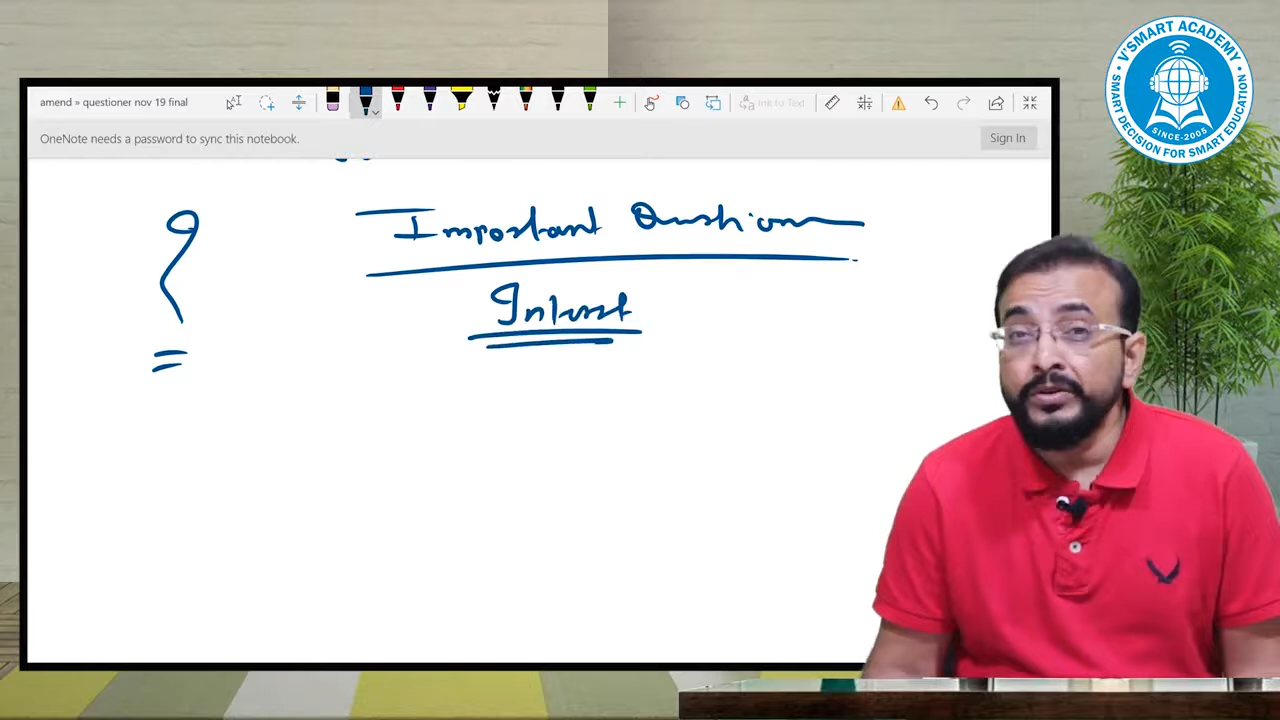 V'SMART ACADEMY
SMART DECISION FOR SMART EDUCATION
SINCE-2005
amend » questioner nov 19 final
Ink to Text
OneNote needs a password to sync this notebook.
Sign In
Important Question
Interest